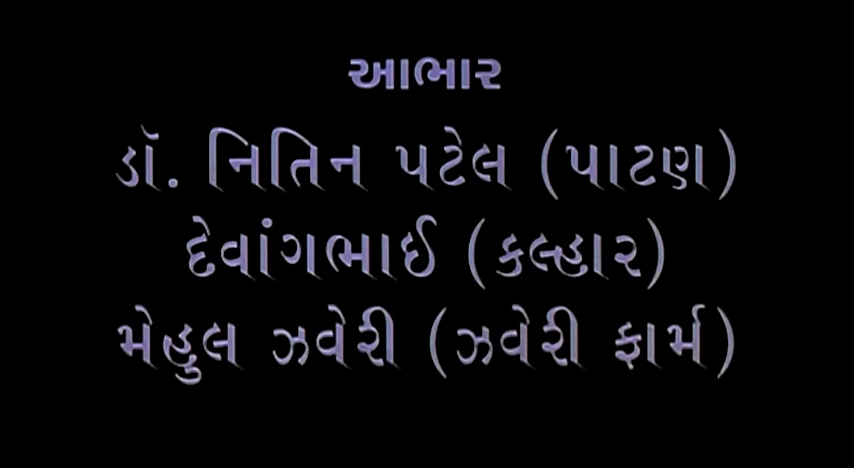 આભાર
ડૉ. નિતિન પટેલ (પાટણ)
દેવાંગભાઈ (કલ્હાર)
મેહુલ ઝવેરી (ઝવેરી ફાર્મ)